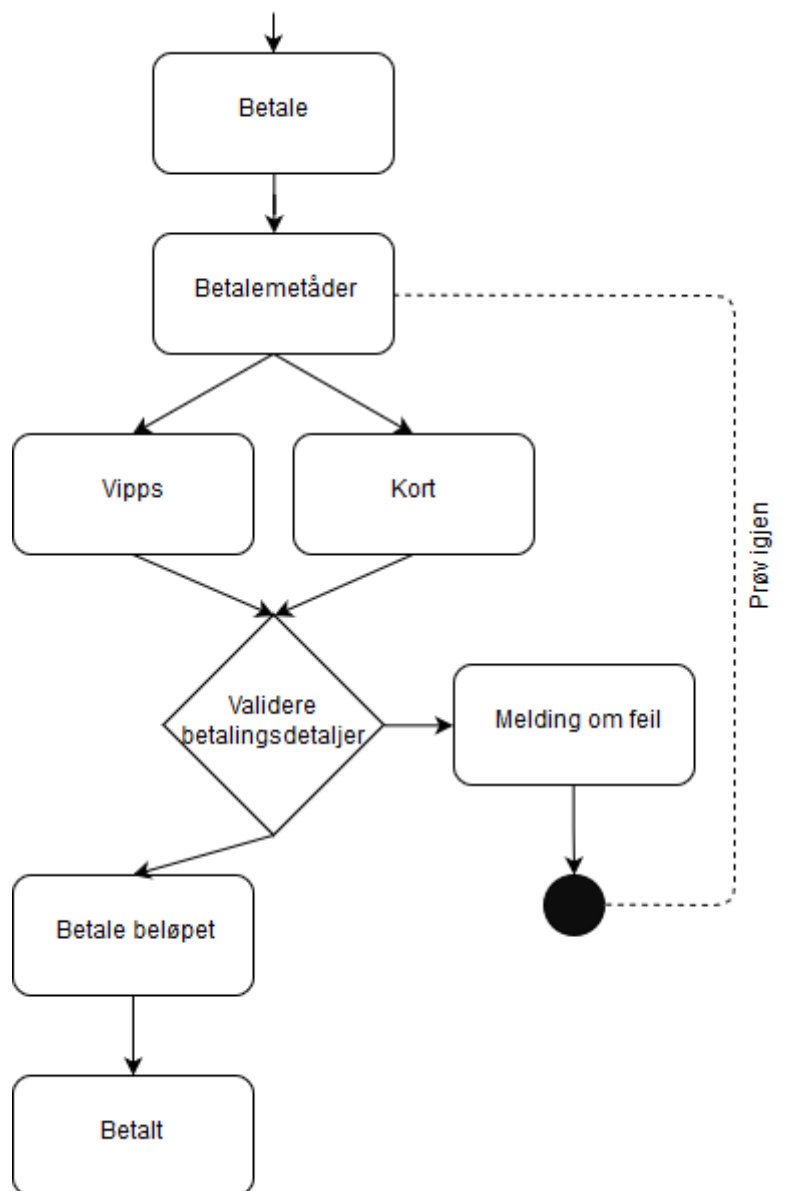 Betale
Betalemetåder
Vipps
Kort
Prøv igjen
Validere
betalingsdetaljer
Melding om feil
Betale beløpet
Betalt